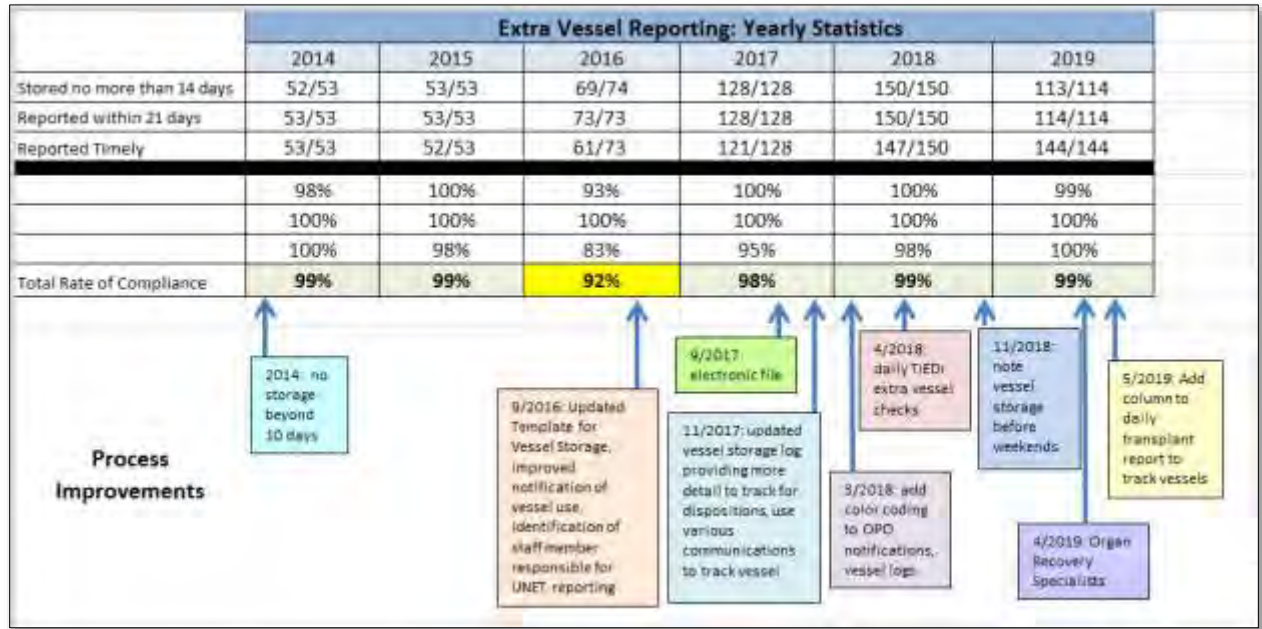 Extra Vessel Reporting: Yearly Statistics
2014 2015 2016 2017 2018 2019
Stored no more than 14 days 52/53 53/53 69/74 128/128 150/150 113/114
Reported within 21 days 53/53 53/53 73/73 128/128 150/150 114/114
Reported Timely 53/53 52/53 61/73 121/128 147/150 144/144
98% 100% 93% 100% 100% 99%
100% 100% 100% 100% 100% 100%
100% 98% 83% 95% 98% 100%
Total Rate of Compliance 99% 99% 92% 98% 99% 99%
Process
Improvements
2014: no
storage
beyond
10 days
9/2016: Updated
Template for
Vessel Storage,
improved
notification of
vessel use,
identification of
staff member
responsible for
UNET reporting
9/2017:
electronic file
11/2017: updated
vessel storage log
providing more
detail to track for
dispositions, use
various
communications
to track vessel
3/2018: add
color coding
to OPO
notifications,
vessel logs
4/2018:
daily TIEDI
extra vessel
checks
11/2018:
note
vessel
storage
before
weekends
4/2019: Organ
Recovery
Specialists
5/2019: Add
column to
daily
transplant
report to
track vessels